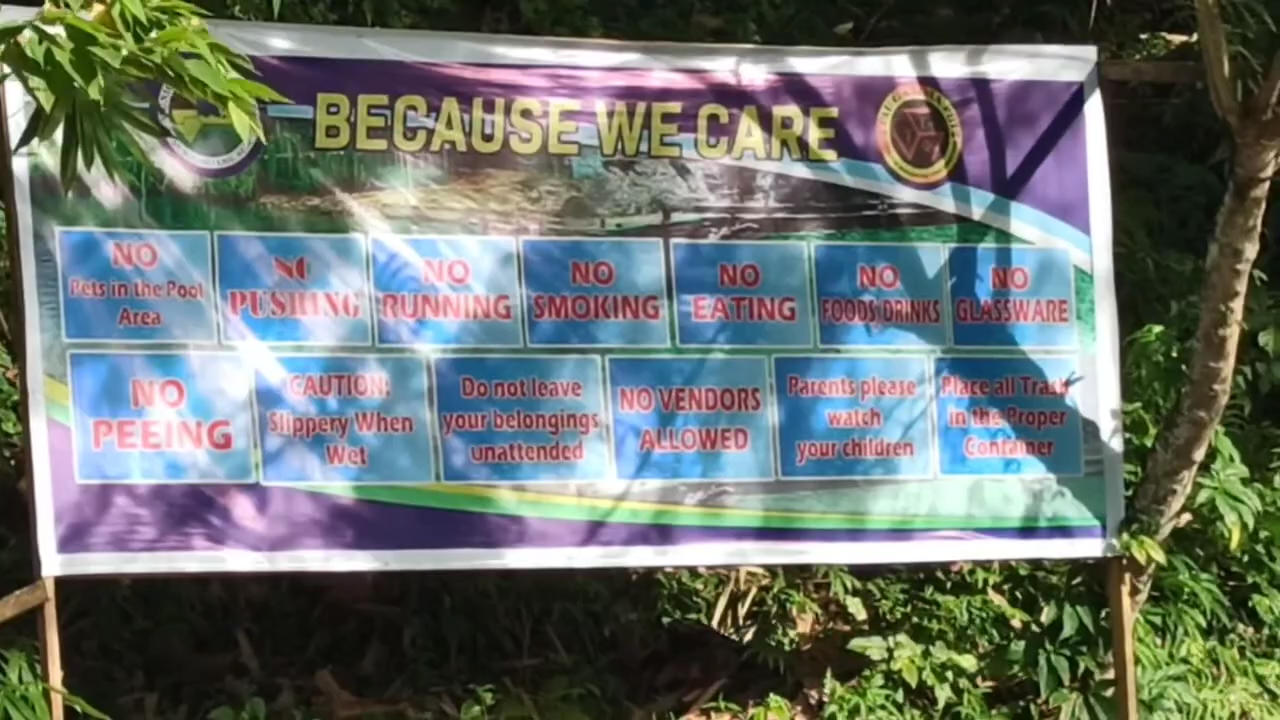 BECAUSE WE CARE
NO
Pets in the Pool
Area
NO
PUSHING
NO
RUNNING
NO
SMOKING
NO
EATING
NO
FOODS/DRINKS
NO
GLASSWARE
NO
PEEING
CAUTION:
Slippery When
Wet
Do not leave
your belongings
unattended
NO VENDORS
ALLOWED
Parents please
watch
your children
Place all Trash
in the Proper
Container